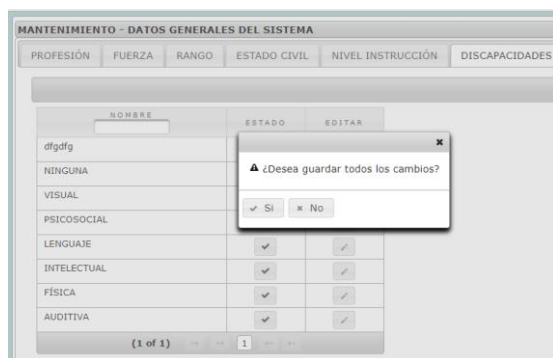 MANTENIMIENTO - DATOS GENERALES DEL SISTEMA
PROFESIÓN FUERZA RANGO ESTADO CIVIL NIVEL INSTRUCCIÓN DISCAPACIDADES
NOMBRE ESTADO EDITAR
dfgdfg
NINGUNA
¿Desea guardar todos los cambios?
VISUAL
Si No
PSICOSOCIAL
LENGUAJE
INTELECTUAL
FÍSICA
AUDITIVA
(1 of 1) 1